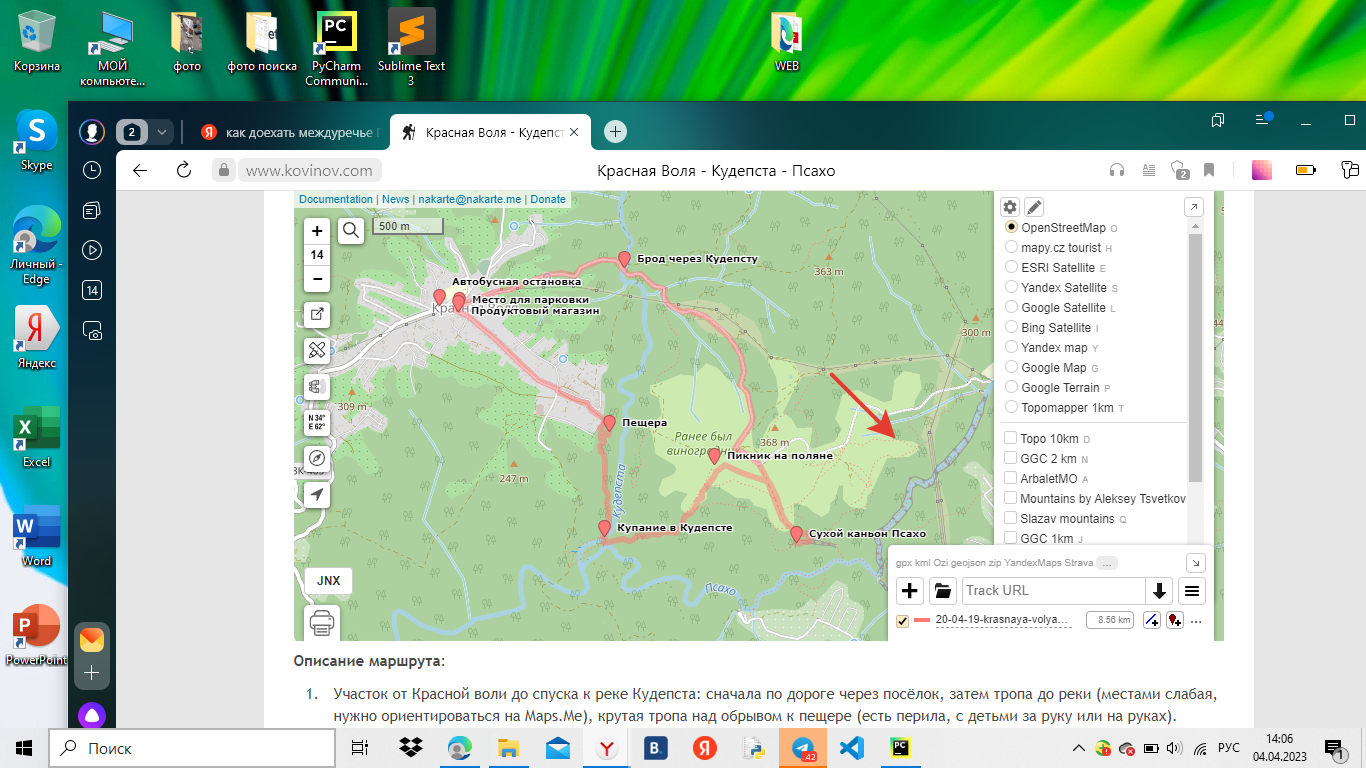 Корзина
МОЙ
компьюте...
фото
фото поиска
PyCharm
Communi...
Sublime Text
3
WEB
Skype
Личный -
Edge
Яндекс
Excel
Word
PowerPoint
2
как доехать междуречье
Красная Воля - Кудепст
www.kovinov.com
Красная Воля - Кудепста - Псахо
2
14
Documentation | News | nakarte@nakarte.me | Donate
+
14
−
500 m
N 34°
E 62°
JNX
Брод через Кудепсту
Автобусная остановка
Место для парковки
Продуктовый магазин
363 m
300 m
309 m
Пещера
Ранее был
виноградник
368 m
Пикник на поляне
247 m
Кудепста
Купание в Кудепсте
Сухой каньон Псахо
Псахо
OpenStreetMap O
mapy.cz tourist H
ESRI Satellite E
Yandex Satellite S
Google Satellite L
Bing Satellite I
Yandex map Y
Google Map G
Google Terrain P
Topomapper 1km T
Topo 10km D
GGC 2 km N
ArbaletMO A
Mountains by Aleksey Tsvetkov
Slazav mountains Q
GGC 1km J
gpx kml Ozi geojson zip YandexMaps Strava ...
Track URL
20-04-19-krasnaya-volya...
8.56 km
Описание маршрута:
1. Участок от Красной воли до спуска к реке Кудепста: сначала по дороге через посёлок, затем тропа до реки (местами слабая,
нужно ориентироваться на Maps.Me), крутая тропа над обрывом к пещере (есть перила, с детьми за руку или на руках).
Поиск
РУС
14:06
04.04.2023
1